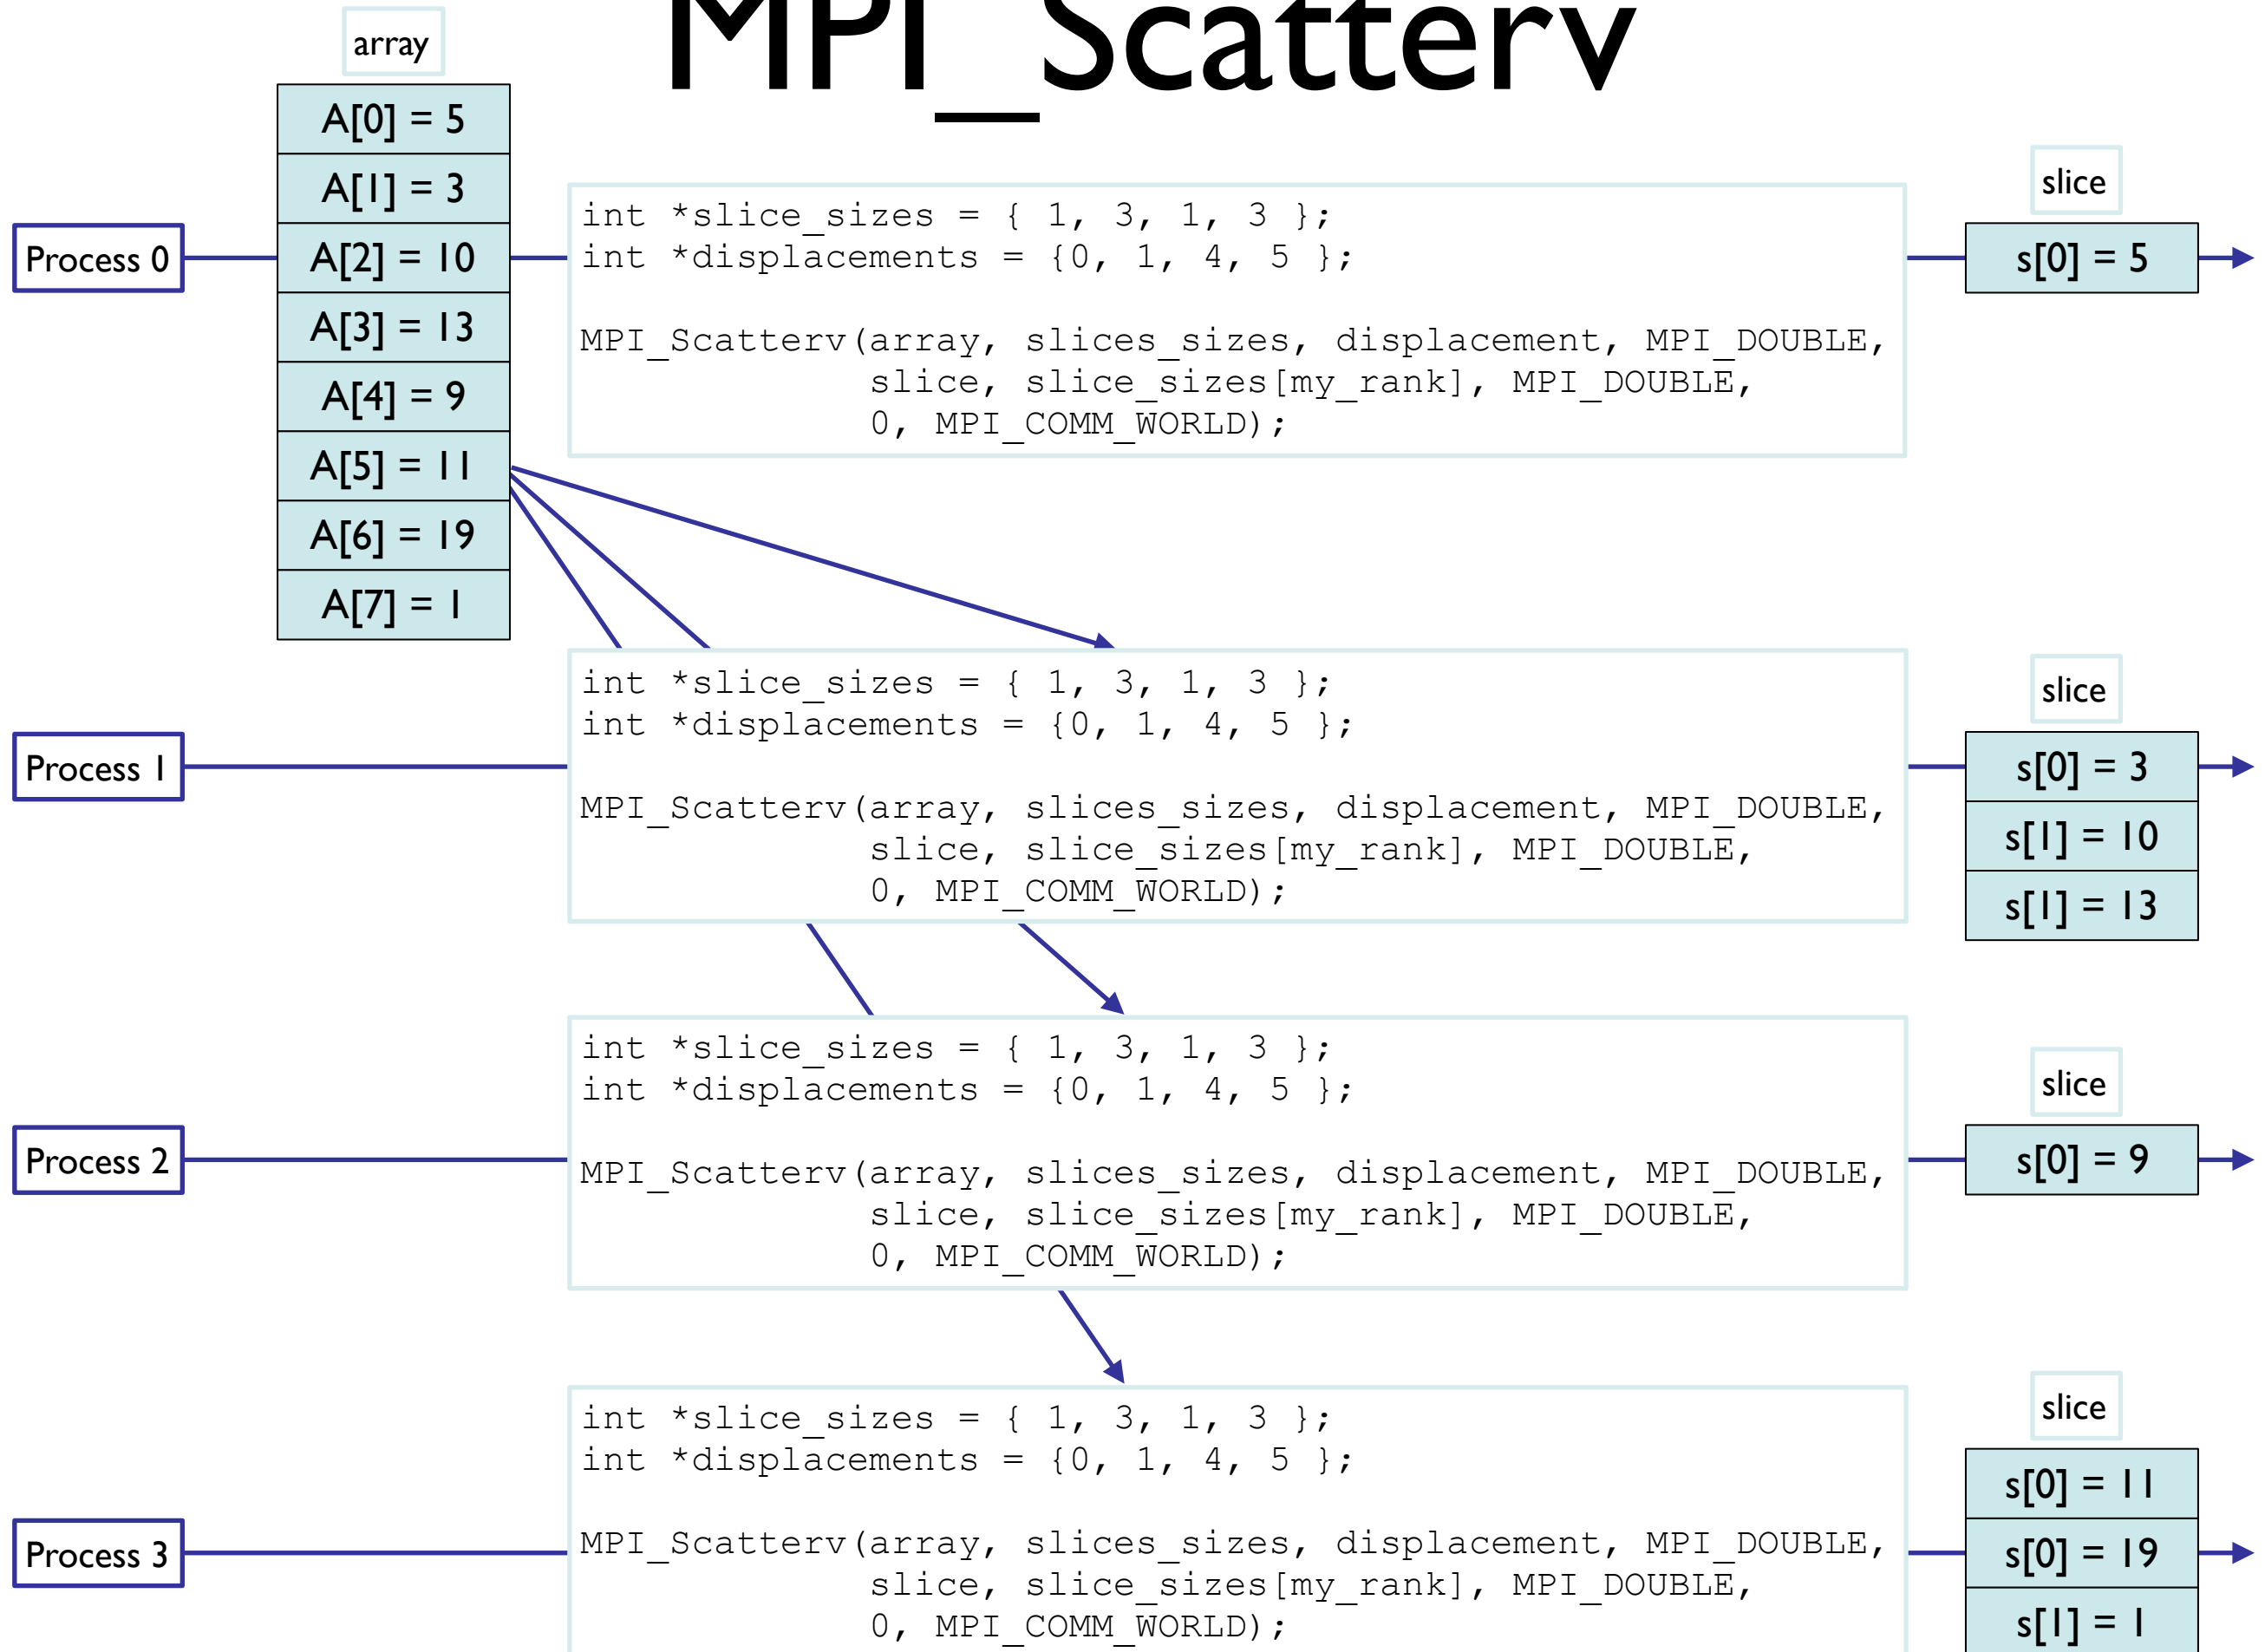 MPI_Scatterv
array
A[0] = 5
A[1] = 3
A[2] = 10
A[3] = 13
A[4] = 9
A[5] = 11
A[6] = 19
A[7] = 1
Process 0
int *slice_sizes = { 1, 3, 1, 3 };
int *displacements = {0, 1, 4, 5 };
MPI_Scatterv(array, slices_sizes, displacement, MPI_DOUBLE,
slice, slice_sizes[my_rank], MPI_DOUBLE,
0, MPI_COMM_WORLD);
slice
s[0] = 5
Process 1
int *slice_sizes = { 1, 3, 1, 3 };
int *displacements = {0, 1, 4, 5 };
MPI_Scatterv(array, slices_sizes, displacement, MPI_DOUBLE,
slice, slice_sizes[my_rank], MPI_DOUBLE,
0, MPI_COMM_WORLD);
slice
s[0] = 3
s[1] = 10
s[1] = 13
Process 2
int *slice_sizes = { 1, 3, 1, 3 };
int *displacements = {0, 1, 4, 5 };
MPI_Scatterv(array, slices_sizes, displacement, MPI_DOUBLE,
slice, slice_sizes[my_rank], MPI_DOUBLE,
0, MPI_COMM_WORLD);
slice
s[0] = 9
Process 3
int *slice_sizes = { 1, 3, 1, 3 };
int *displacements = {0, 1, 4, 5 };
MPI_Scatterv(array, slices_sizes, displacement, MPI_DOUBLE,
slice, slice_sizes[my_rank], MPI_DOUBLE,
0, MPI_COMM_WORLD);
slice
s[0] = 11
s[0] = 19
s[1] = 1